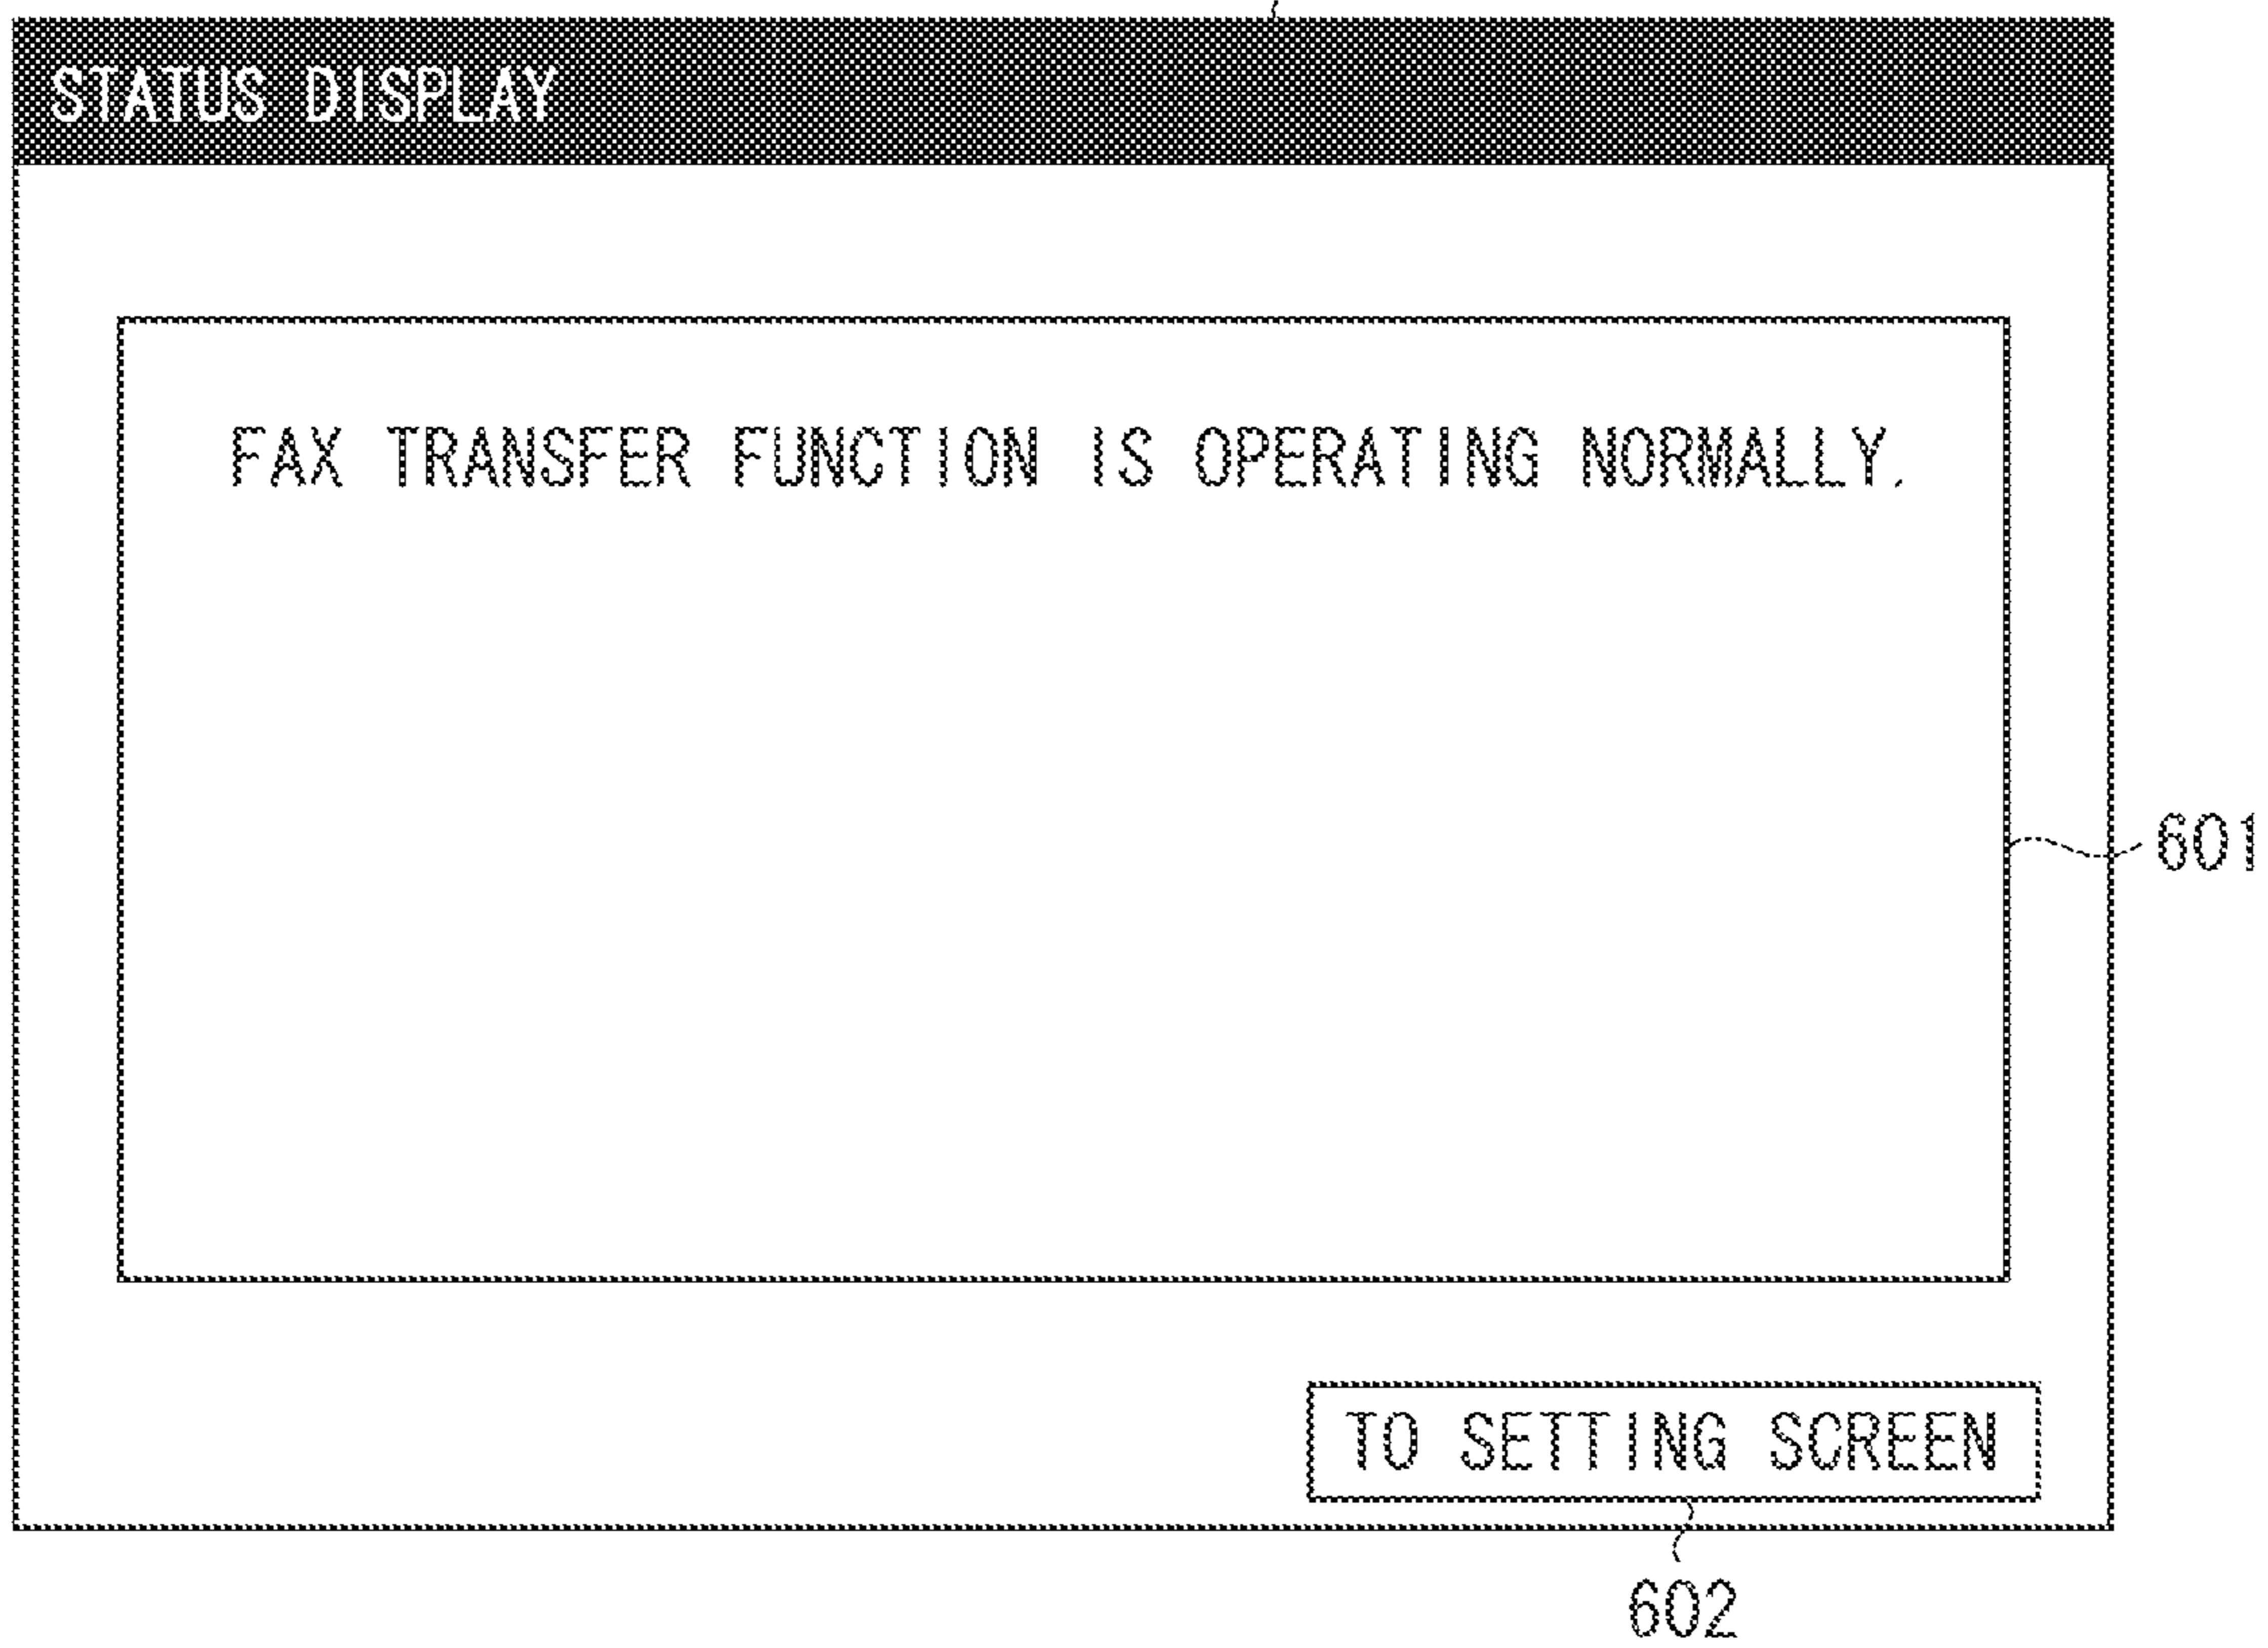 STATUS DISPLAY
FAX TRANSFER FUNCTION IS OPERATING NORMALLY.
601
TO SETTING SCREEN
602